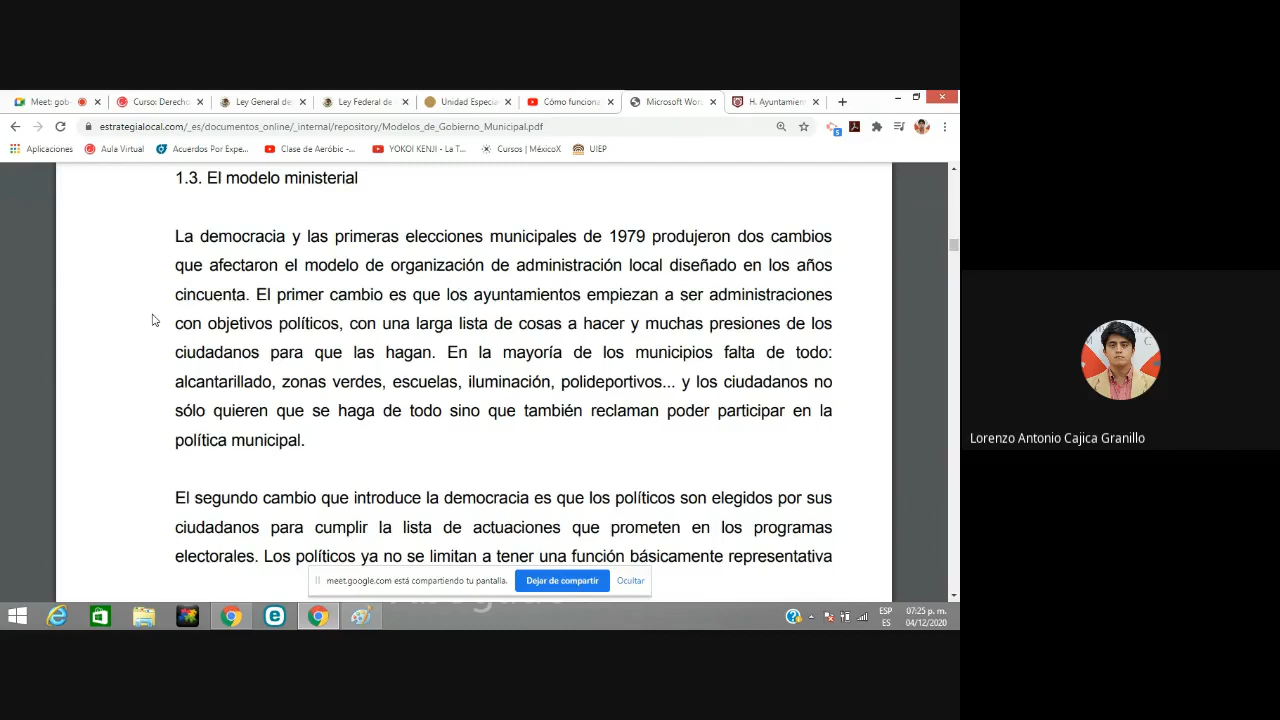 Meet: gob
Curso: Derecho
Ley General de
Ley Federal de
Unidad Especia
Cómo funciona
Microsoft Wor
H. Ayuntamien
estrategialocal.com/_es/documentos_online/_internal/repository/Modelos_de_Gobierno_Municipal.pdf
5
Aplicaciones
Aula Virtual
Acuerdos Por Expe...
Clase de Aeróbic -...
YOKOI KENJI - La T...
Cursos | MéxicoX
UIEP
1.3. El modelo ministerial
La democracia y las primeras elecciones municipales de 1979 produjeron dos cambios
que afectaron el modelo de organización de administración local diseñado en los años
cincuenta. El primer cambio es que los ayuntamientos empiezan a ser administraciones
con objetivos políticos, con una larga lista de cosas a hacer y muchas presiones de los
ciudadanos para que las hagan. En la mayoría de los municipios falta de todo:
alcantarillado, zonas verdes, escuelas, iluminación, polideportivos... y los ciudadanos no
sólo quieren que se haga de todo sino que también reclaman poder participar en la
política municipal.
El segundo cambio que introduce la democracia es que los políticos son elegidos por sus
ciudadanos para cumplir la lista de actuaciones que prometen en los programas
electorales. Los políticos ya no se limitan a tener una función básicamente representativa
meet.google.com está compartiendo tu pantalla.
Dejar de compartir
Ocultar
ESP
ES
07:25 p. m.
04/12/2020
Lorenzo Antonio Cajica Granillo